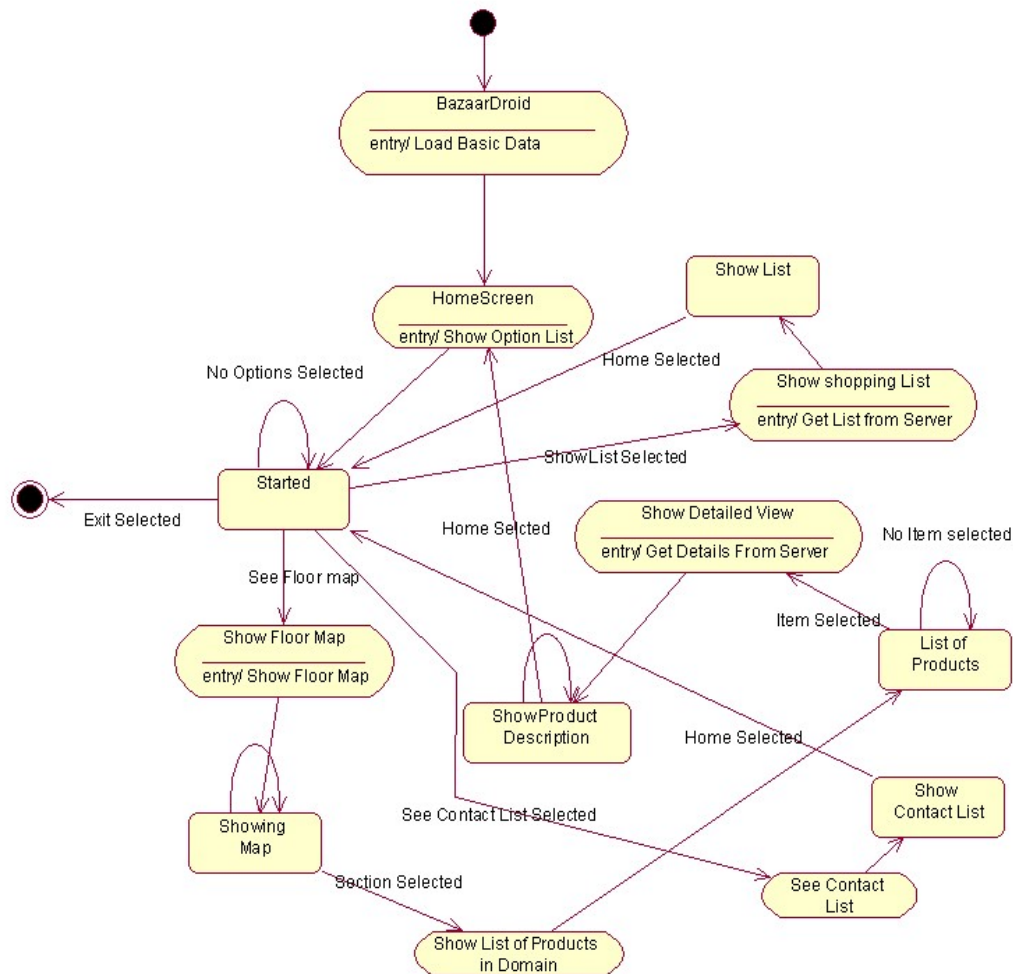 BazaarDroid
entry/ Load Basic Data
Show List
HomeScreen
entry/ Show Option List
Home Selected
No Options Selected
Show shopping List
entry/ Get List from Server
ShowList Selected
Started
Exit Selected
Home Selcted
Show Detailed View
entry/ Get Details From Server
No Item selected
See Floor map
Item Selected
Show Floor Map
entry/ Show Floor Map
List of
Products
ShowProduct
Description
Home Selected
Show
Contact List
See Contact List Selected
Showing
Map
Section Selected
See Contact
List
Show List of Products
in Domain